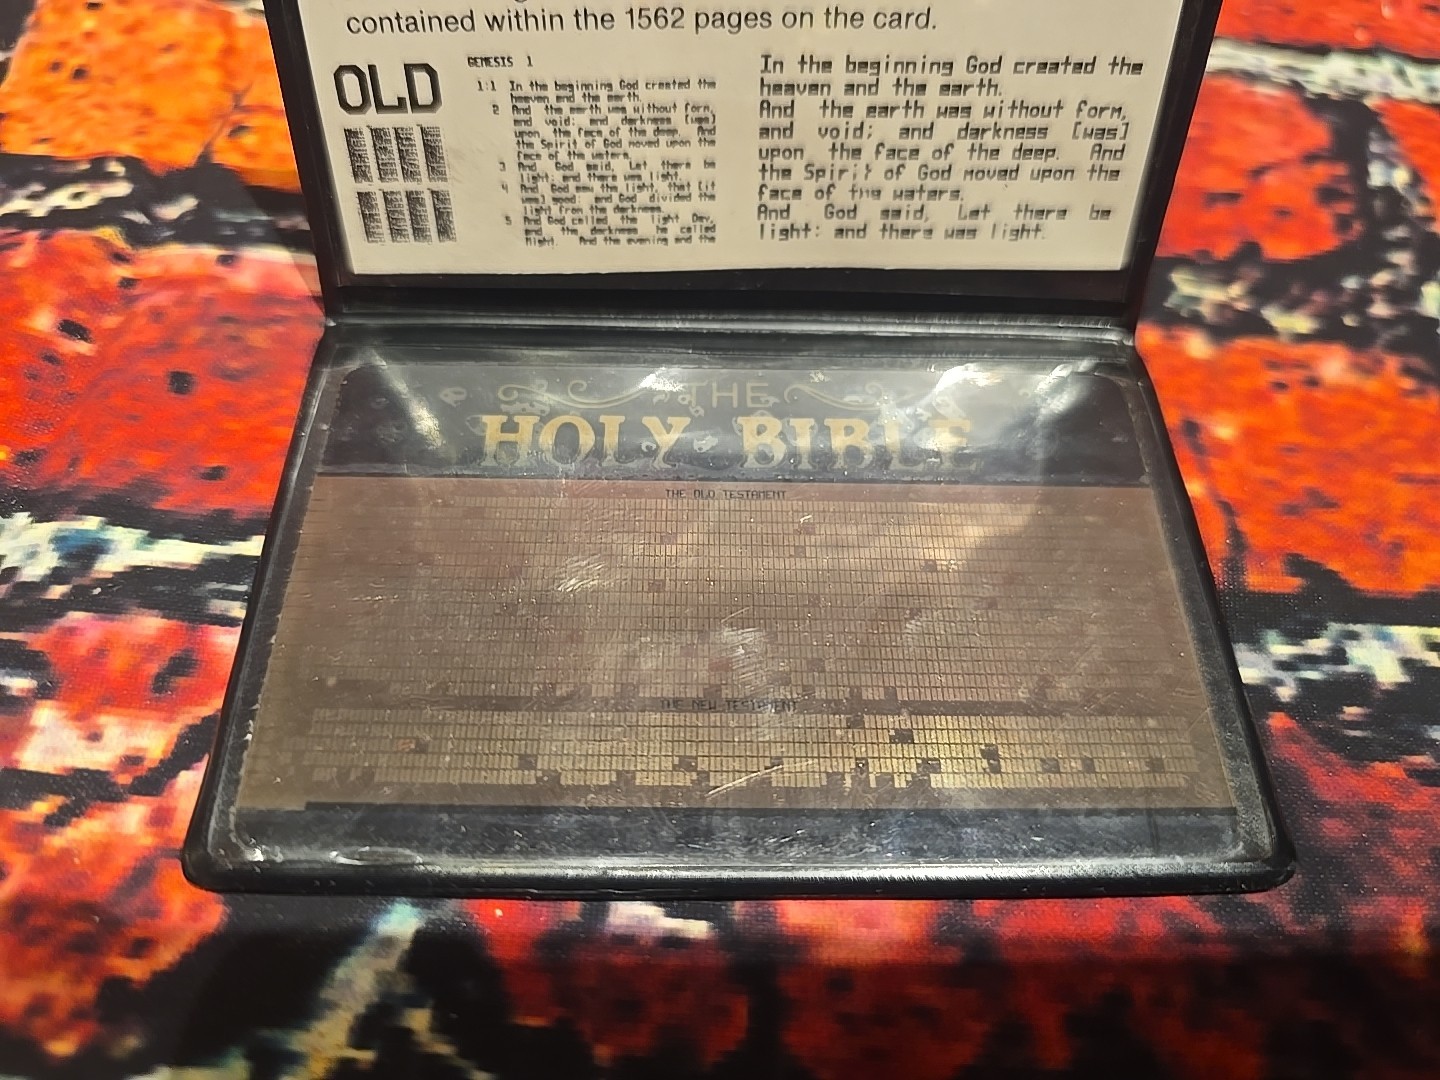 contained within the 1562 pages on the card.
OLD
GENESIS 1
1:1 In the beginning God created the
heaven and the earth.
2 And the earth was without form,
and void; and darkness [was]
upon the face of the deep. And
the Spirit of God moved upon the
face of the waters.
3 And God said, Let there be
light: and there was light.
4 And God saw the light, that [it
was] good: and God divided the
light from the darkness.
5 And God called the light Day,
and the darkness he called
Night. And the evening and the
In the beginning God created the
heaven and the earth.
And the earth was without form,
and void; and darkness [was]
upon the face of the deep. And
the Spirit of God moved upon the
face of the waters.
And God said, Let there be
light: and there was light.
THE
HOLY BIBLE
THE OLD TESTAMENT
THE NEW TESTAMENT